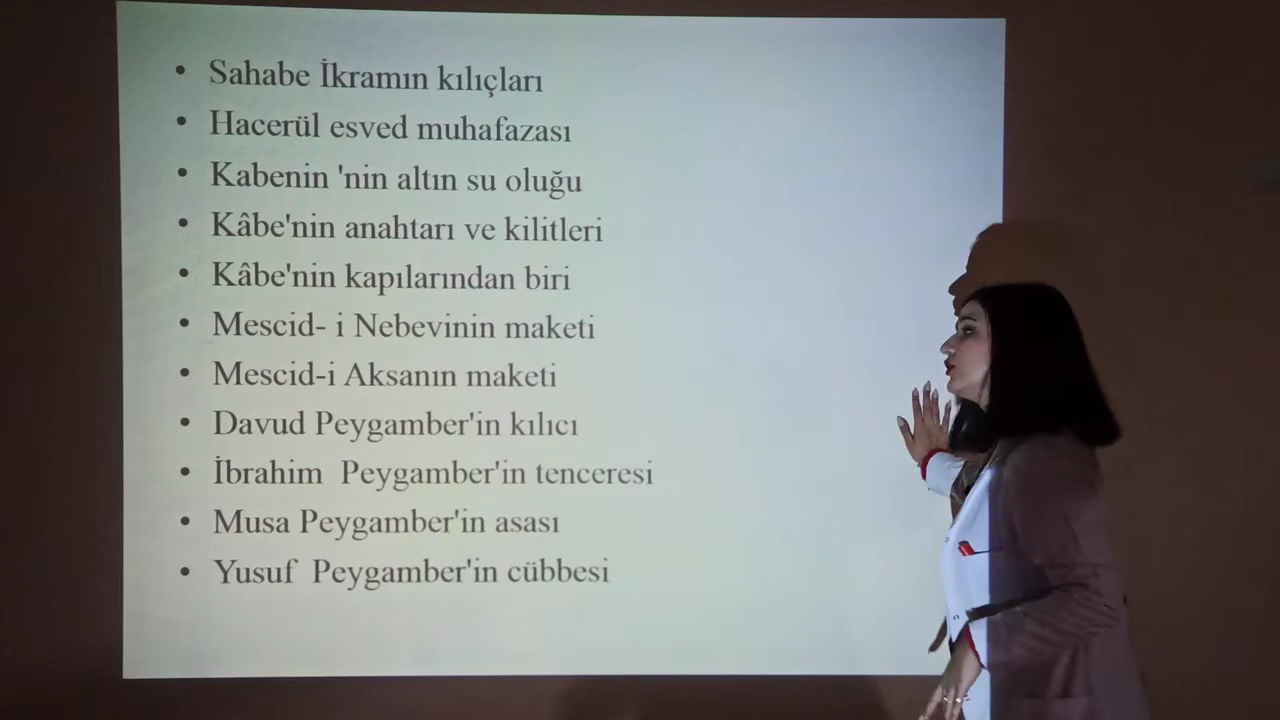 • Sahabe İkramın kılıçları
• Hacerül esved muhafazası
• Kabenin 'nin altın su oluğu
• Kâbe'nin anahtarı ve kilitleri
• Kâbe'nin kapılarından biri
• Mescid- i Nebevinin maketi
• Mescid-i Aksanın maketi
• Davud Peygamber'in kılıcı
• İbrahim  Peygamber'in tenceresi
• Musa Peygamber'in asası
• Yusuf  Peygamber'in cübbesi